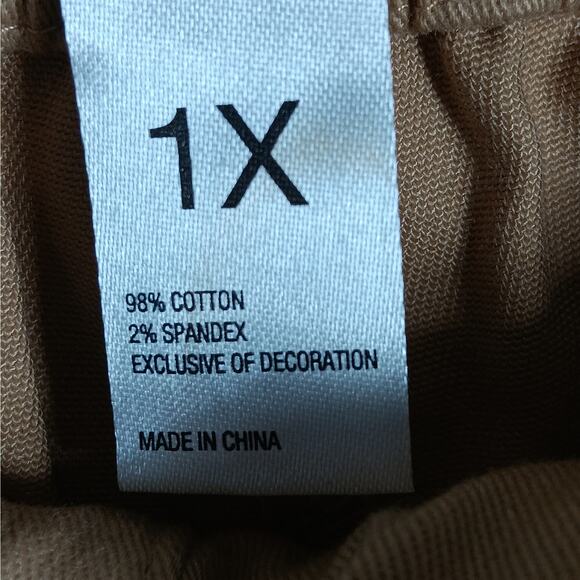 1X
98% COTTON
2% SPANDEX
EXCLUSIVE OF DECORATION
MADE IN CHINA